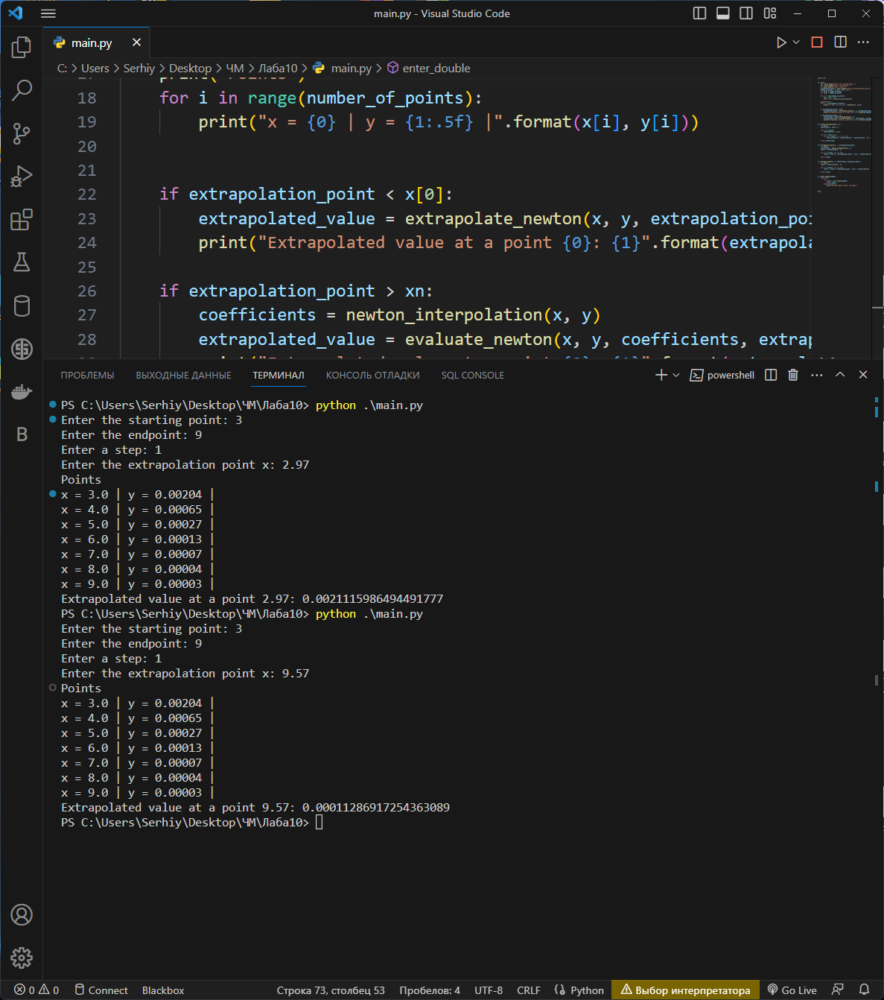 main.py - Visual Studio Code
main.py
C: > Users > Serhiy > Desktop > ЧМ > Лаба10 > main.py > enter_double
18 for i in range(number_of_points):
19 print("x = {0} | y = {1:.5f} |".format(x[i], y[i]))
20
21
22 if extrapolation_point < x[0]:
23 extrapolated_value = extrapolate_newton(x, y, extrapolation_poi
24 print("Extrapolated value at a point {0}: {1}".format(extrapola
25
26 if extrapolation_point > xn:
27 coefficients = newton_interpolation(x, y)
28 extrapolated_value = evaluate_newton(x, y, coefficients, extrap
ПРОБЛЕМЫ ВЫХОДНЫЕ ДАННЫЕ ТЕРМИНАЛ КОНСОЛЬ ОТЛАДКИ SQL CONSOLE powershell
PS C:\Users\Serhiy\Desktop\ЧМ\Лаба10> python .\main.py
Enter the starting point: 3
Enter the endpoint: 9
Enter a step: 1
Enter the extrapolation point x: 2.97
Points
x = 3.0 | y = 0.00204 |
x = 4.0 | y = 0.00065 |
x = 5.0 | y = 0.00027 |
x = 6.0 | y = 0.00013 |
x = 7.0 | y = 0.00007 |
x = 8.0 | y = 0.00004 |
x = 9.0 | y = 0.00003 |
Extrapolated value at a point 2.97: 0.0021115986494491777
PS C:\Users\Serhiy\Desktop\ЧМ\Лаба10> python .\main.py
Enter the starting point: 3
Enter the endpoint: 9
Enter a step: 1
Enter the extrapolation point x: 9.57
Points
x = 3.0 | y = 0.00204 |
x = 4.0 | y = 0.00065 |
x = 5.0 | y = 0.00027 |
x = 6.0 | y = 0.00013 |
x = 7.0 | y = 0.00007 |
x = 8.0 | y = 0.00004 |
x = 9.0 | y = 0.00003 |
Extrapolated value at a point 9.57: 0.00011286917254363089
PS C:\Users\Serhiy\Desktop\ЧМ\Лаба10>
B
0 0 Connect Blackbox Строка 73, столбец 53 Пробелов: 4 UTF-8 CRLF Python Выбор интерпретатора Go Live